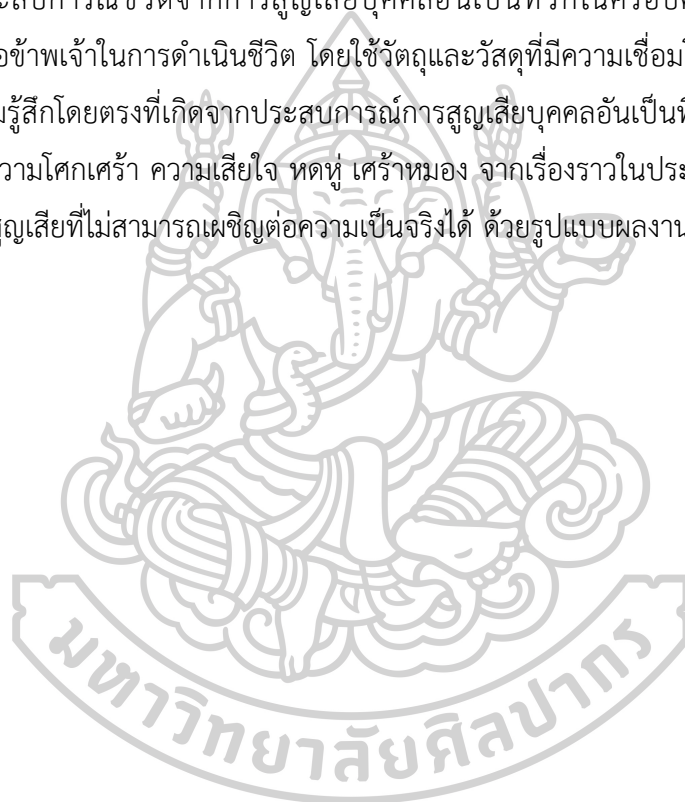 ข้าพเจ้าในการดำเนินชีวิต โดยใช้วัตถุและวัสดุที่มีความเชื่อมโ
รู้สึกโดยตรงที่เกิดจากประสบการณ์การสูญเสียบุคคลอันเป็นที
วามโศกเศร้า ความเสียใจ หดหู่ เศร้าหมอง จากเรื่องราวในประ
สูญเสียที่ไม่สามารถเผชิญต่อความเป็นจริงได้ ด้วยรูปแบบผลงาน
มหาวิทยาลัยศิลปากร